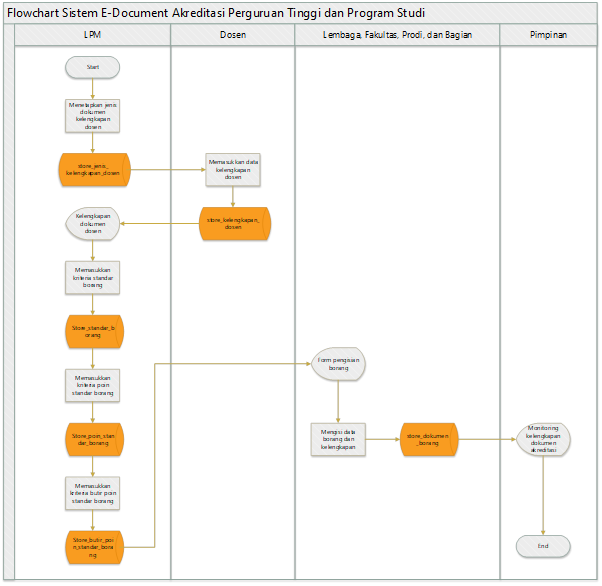 Flowchart Sistem E-Document Akreditasi Perguruan Tinggi dan Program Studi
LPM
Dosen
Lembaga, Fakultas, Prodi, dan Bagian
Pimpinan
Start
Menetapkan jenis
dokumen
kelengkapan
dosen
store_jenis_
kelengkapan_dosen
Memasukkan data
kelengkapan
dosen
store_kelengkapan_
dosen
Kelengkapan
dokumen
dosen
Memasukkan
kriteria standar
borang
Store_standar_b
orang
Memasukkan
kriteria poin
standar borang
Store_poin_stan
dar_borang
Memasukkan
kriteria butir poin
standar borang
Store_butir_poi
n_standar_bora
ng
Form pengisian
borang
Mengisi data
borang dan
kelengkapan
store_dokumen
_borang
Monitoring
kelengkapan
dokumen
akreditasi
End